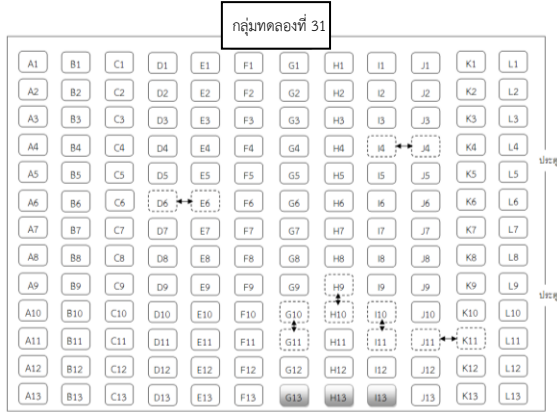 กลุ่มทดลองที่ 31
A1 B1 C1 D1 E1 F1 G1 H1 I1 J1 K1 L1
A2 B2 C2 D2 E2 F2 G2 H2 I2 J2 K2 L2
A3 B3 C3 D3 E3 F3 G3 H3 I3 J3 K3 L3
A4 B4 C4 D4 E4 F4 G4 H4 I4 J4 K4 L4
ประตู
A5 B5 C5 D5 E5 F5 G5 H5 I5 J5 K5 L5
A6 B6 C6 D6 E6 F6 G6 H6 I6 J6 K6 L6
A7 B7 C7 D7 E7 F7 G7 H7 I7 J7 K7 L7
A8 B8 C8 D8 E8 F8 G8 H8 I8 J8 K8 L8
A9 B9 C9 D9 E9 F9 G9 H9 I9 J9 K9 L9
ประตู
A10 B10 C10 D10 E10 F10 G10 H10 I10 J10 K10 L10
A11 B11 C11 D11 E11 F11 G11 H11 I11 J11 K11 L11
A12 B12 C12 D12 E12 F12 G12 H12 I12 J12 K12 L12
A13 B13 C13 D13 E13 F13 G13 H13 I13 J13 K13 L13